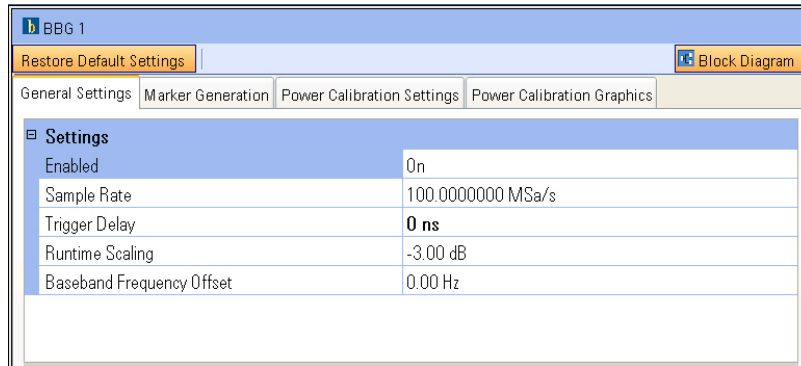 b BBG 1
Restore Default Settings Block Diagram
General Settings Marker Generation Power Calibration Settings Power Calibration Graphics
Settings
Enabled On
Sample Rate 100.0000000 MSa/s
Trigger Delay 0 ns
Runtime Scaling -3.00 dB
Baseband Frequency Offset 0.00 Hz